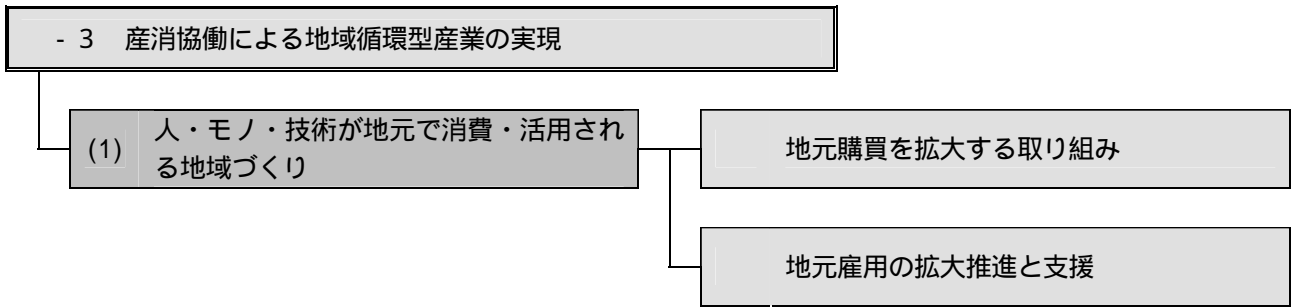 - 3 産消協働による地域循環型産業の実現
(1) 人・モノ・技術が地元で消費・活用され
る地域づくり
地元購買を拡大する取り組み
地元雇用の拡大推進と支援